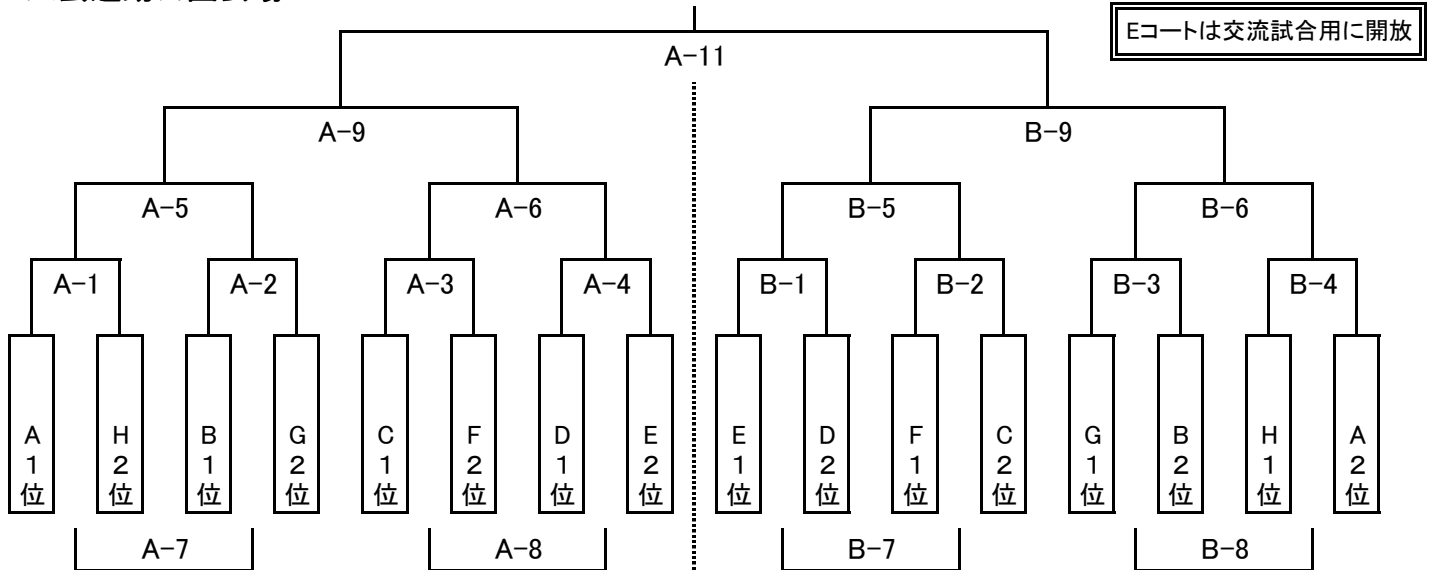 Eコートは交流試合用に開放
A-11
A-9
B-9
A-5
A-6
B-5
B-6
A-1
A-2
A-3
A-4
B-1
B-2
B-3
B-4
A1位
H2位
B1位
G2位
C1位
F2位
D1位
E2位
E1位
D2位
F1位
C2位
G1位
B2位
H1位
A2位
A-7
A-8
B-7
B-8